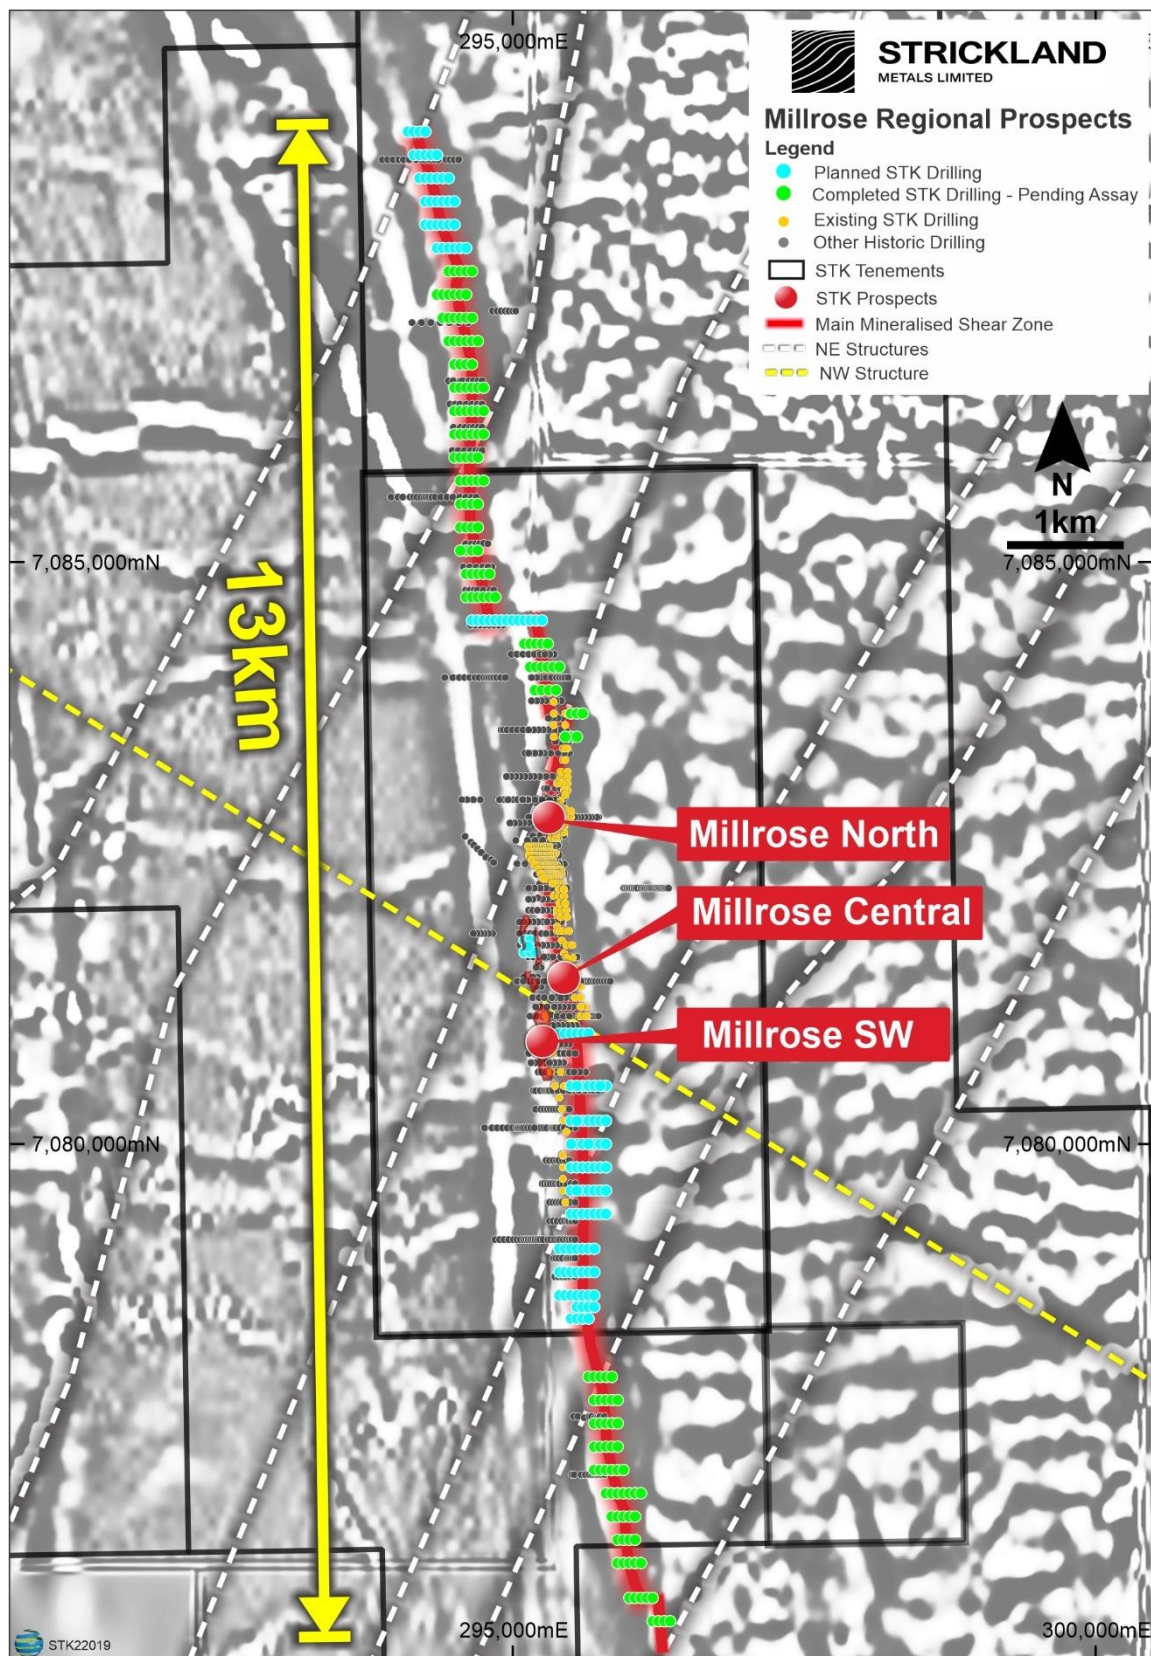 295,000mE
STRICKLAND
METALS LIMITED
Millrose Regional Prospects
Legend
Planned STK Drilling
Completed STK Drilling - Pending Assay
Existing STK Drilling
Other Historic Drilling
STK Tenements
STK Prospects
Main Mineralised Shear Zone
NE Structures
NW Structure
N
1km
7,085,000mN
7,085,000mN
13km
Millrose North
Millrose Central
Millrose SW
7,080,000mN
7,080,000mN
295,000mE
300,000mE
STK22019